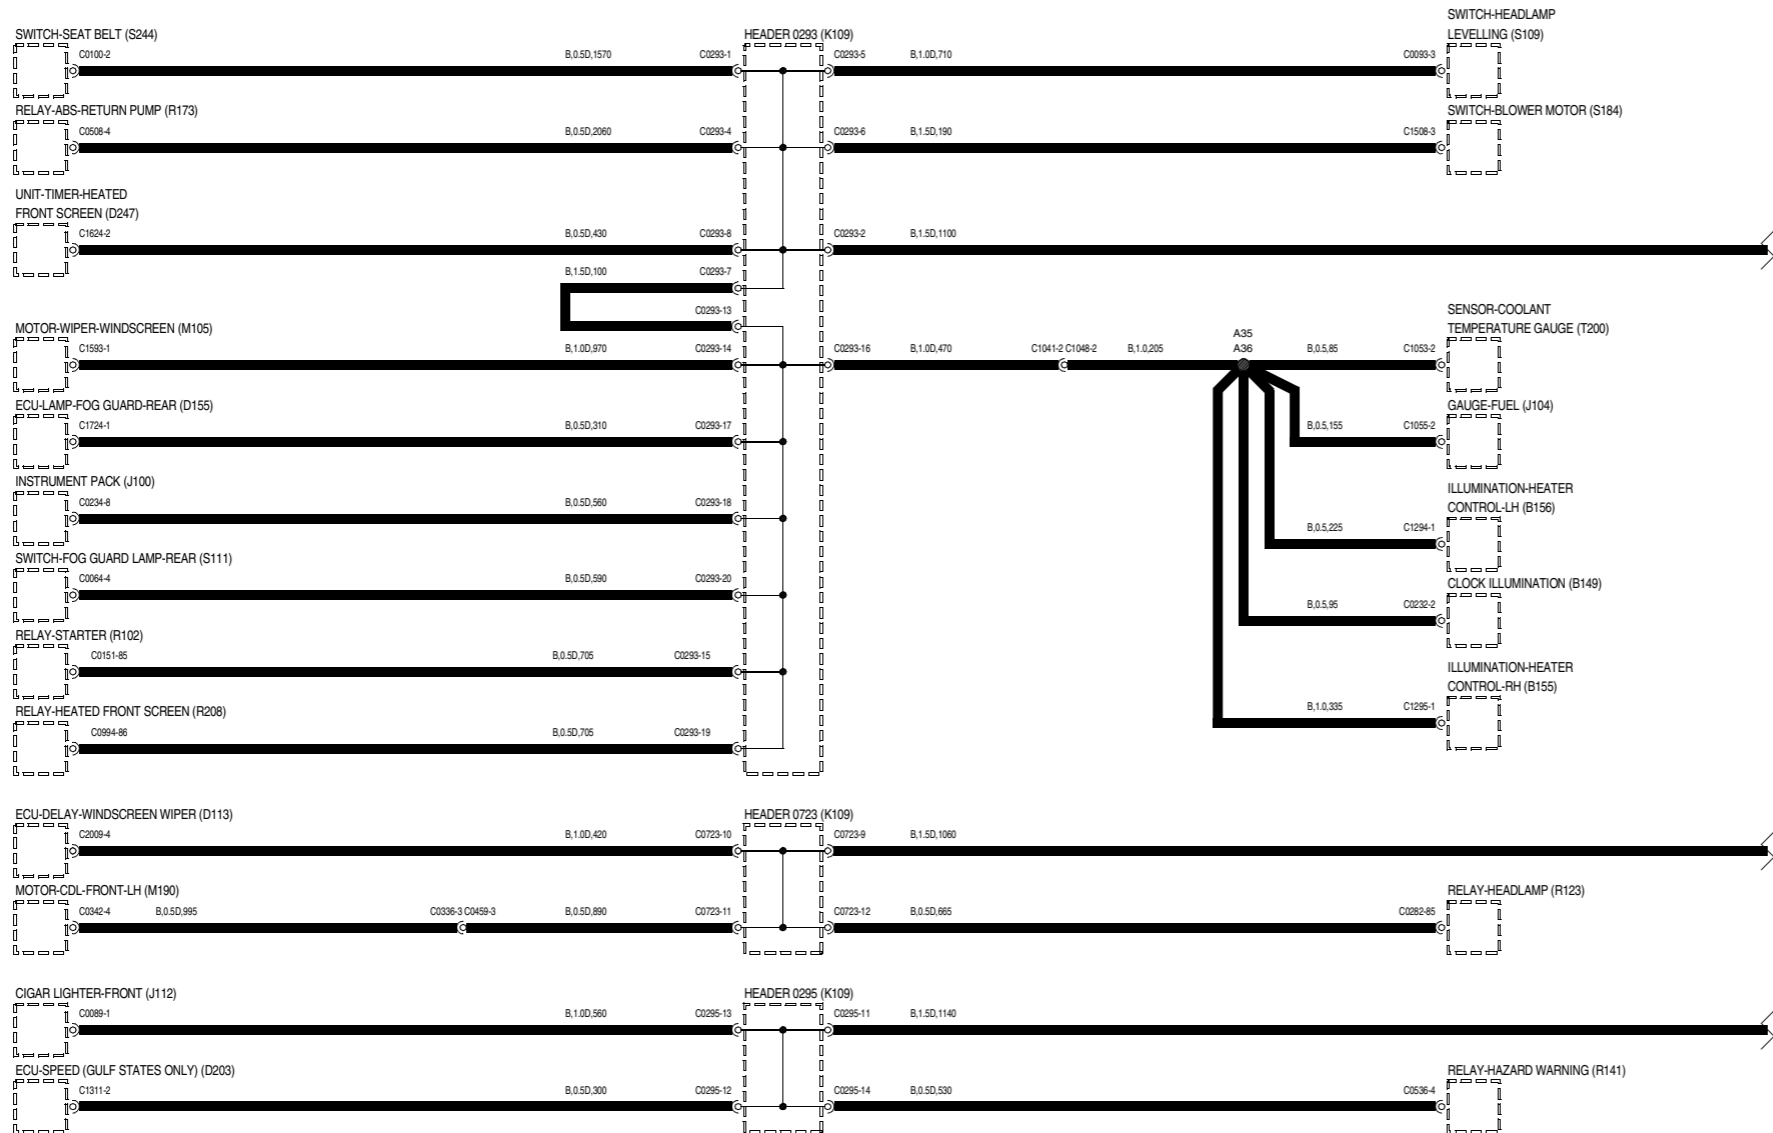 SWITCH-HEADLAMP
SWITCH-SEAT BELT (S244)
HEADER 0293 (K109)
LEVELLING (S109)
C0100-2
B,0.5D,1570
C0293-1
C0293-5
B,1.0D,710
C0093-3
RELAY-ABS-RETURN PUMP (R173)
SWITCH-BLOWER MOTOR (S184)
C0508-4
B,0.5D,2060
C0293-4
C0293-6
B,1.5D,190
C1508-3
UNIT-TIMER-HEATED
FRONT SCREEN (D247)
C1624-2
B,0.5D,430
C0293-8
C0293-2
B,1.5D,1100
B,1.5D,100
C0293-7
C0293-13
SENSOR-COOLANT
MOTOR-WIPER-WINDSCREEN (M105)
A35
TEMPERATURE GAUGE (T200)
C1593-1
B,1.0D,970
C0293-14
C0293-16
B,1.0D,470
C1041-2 C1048-2
B,1.0,205
A36
B,0.5,85
C1053-2
ECU-LAMP-FOG GUARD-REAR (D155)
GAUGE-FUEL (J104)
C1724-1
B,0.5D,310
C0293-17
B,0.5,155
C1055-2
INSTRUMENT PACK (J100)
ILLUMINATION-HEATER
CONTROL-LH (B156)
C0234-8
B,0.5D,560
C0293-18
B,0.5,225
C1294-1
SWITCH-FOG GUARD LAMP-REAR (S111)
CLOCK ILLUMINATION (B149)
C0064-4
B,0.5D,590
C0293-20
B,0.5,95
C0232-2
RELAY-STARTER (R102)
C0151-85
B,0.5D,705
C0293-15
ILLUMINATION-HEATER
CONTROL-RH (B155)
RELAY-HEATED FRONT SCREEN (R208)
B,1.0,335
C1295-1
C0994-86
B,0.5D,705
C0293-19
ECU-DELAY-WINDSCREEN WIPER (D113)
HEADER 0723 (K109)
C2009-4
B,1.0D,420
C0723-10
C0723-9
B,1.5D,1060
MOTOR-CDL-FRONT-LH (M190)
RELAY-HEADLAMP (R123)
C0342-4
B,0.5D,995
C0336-3 C0459-3
B,0.5D,890
C0723-11
C0723-12
B,0.5D,665
C0282-85
CIGAR LIGHTER-FRONT (J112)
HEADER 0295 (K109)
C0089-1
B,1.0D,560
C0295-13
C0295-11
B,1.5D,1140
ECU-SPEED (GULF STATES ONLY) (D203)
RELAY-HAZARD WARNING (R141)
C1311-2
B,0.5D,300
C0295-12
C0295-14
B,0.5D,530
C0536-4